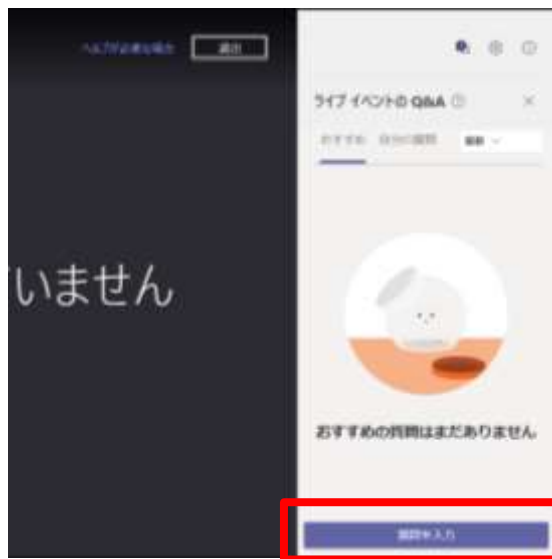 ヘルプが必要な場合
退出
ライブ イベントの Q&A
おすすめ 自分の質問 最新
いません
おすすめの質問はまだありません
質問を入力